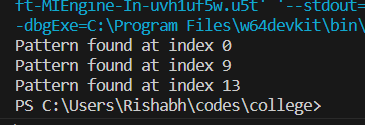 ft-MIEngine-In-uvh1uf5w.u5t' '--stdout=
-dbgExe=C:\Program Files\w64devkit\bin\
Pattern found at index 0
Pattern found at index 9
Pattern found at index 13
PS C:\Users\Rishabh\codes\college>